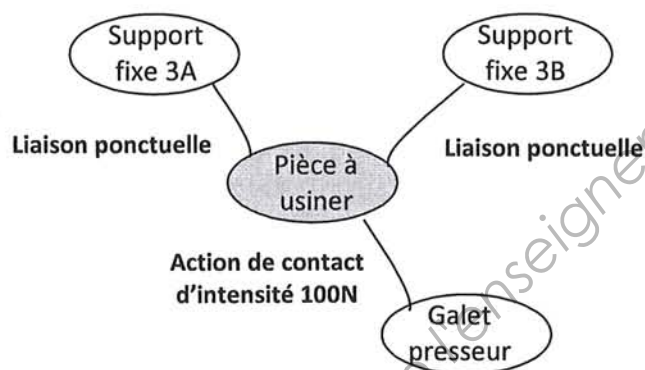 Support
fixe 3A
Support
fixe 3B
Liaison ponctuelle
Liaison ponctuelle
Pièce à
usiner
Action de contact
d'intensité 100N
Galet
presseur
l'enseigne